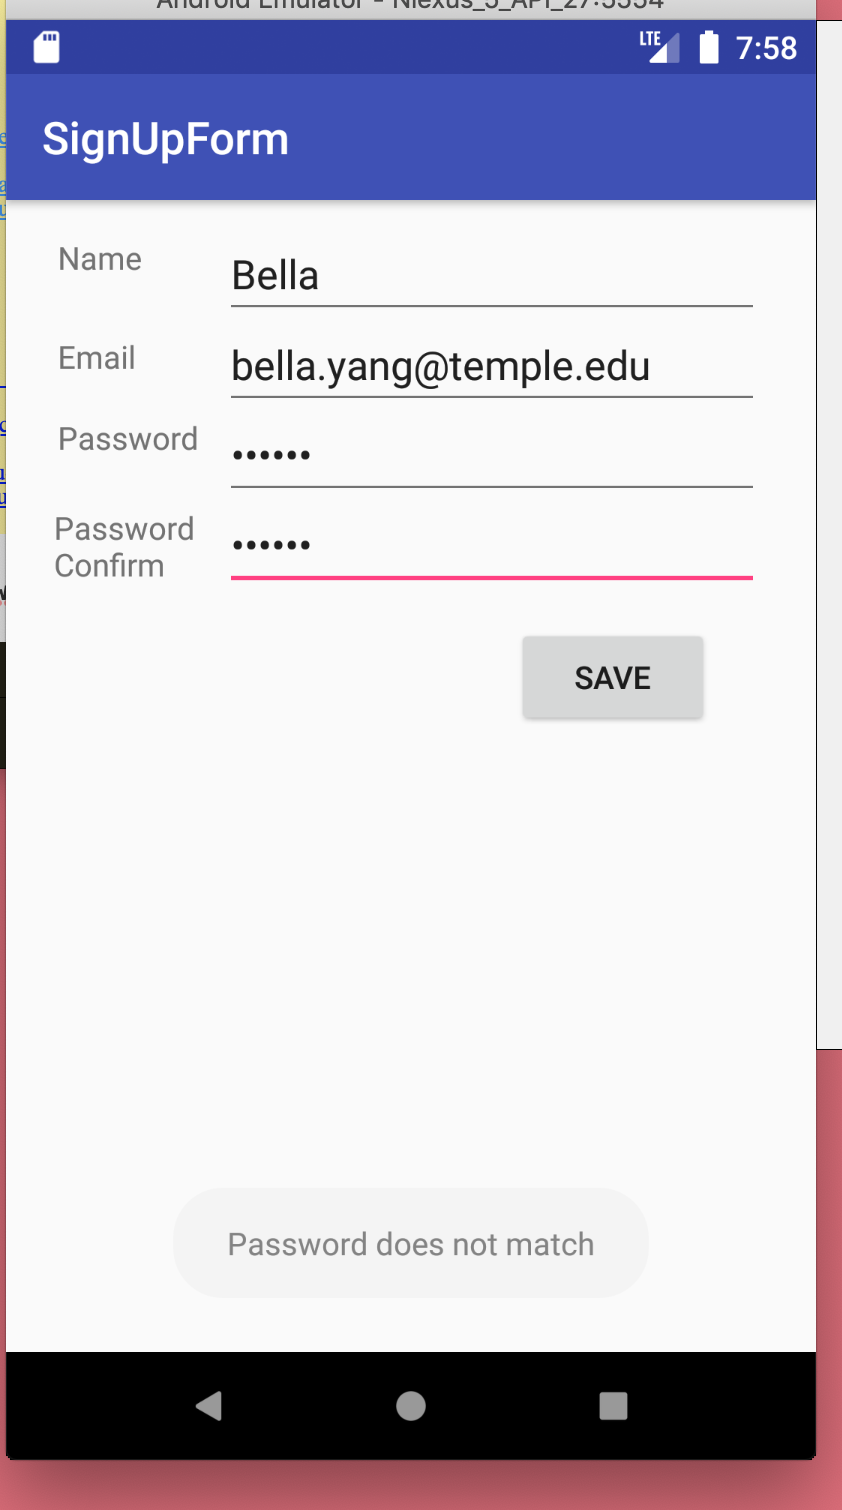 Android Emulator - Nexus_5_API_27:5554
LTE 7:58
SignUpForm
Name
Bella
Email
bella.yang@temple.edu
Password
••••••
Password
Confirm
••••••
SAVE
Password does not match